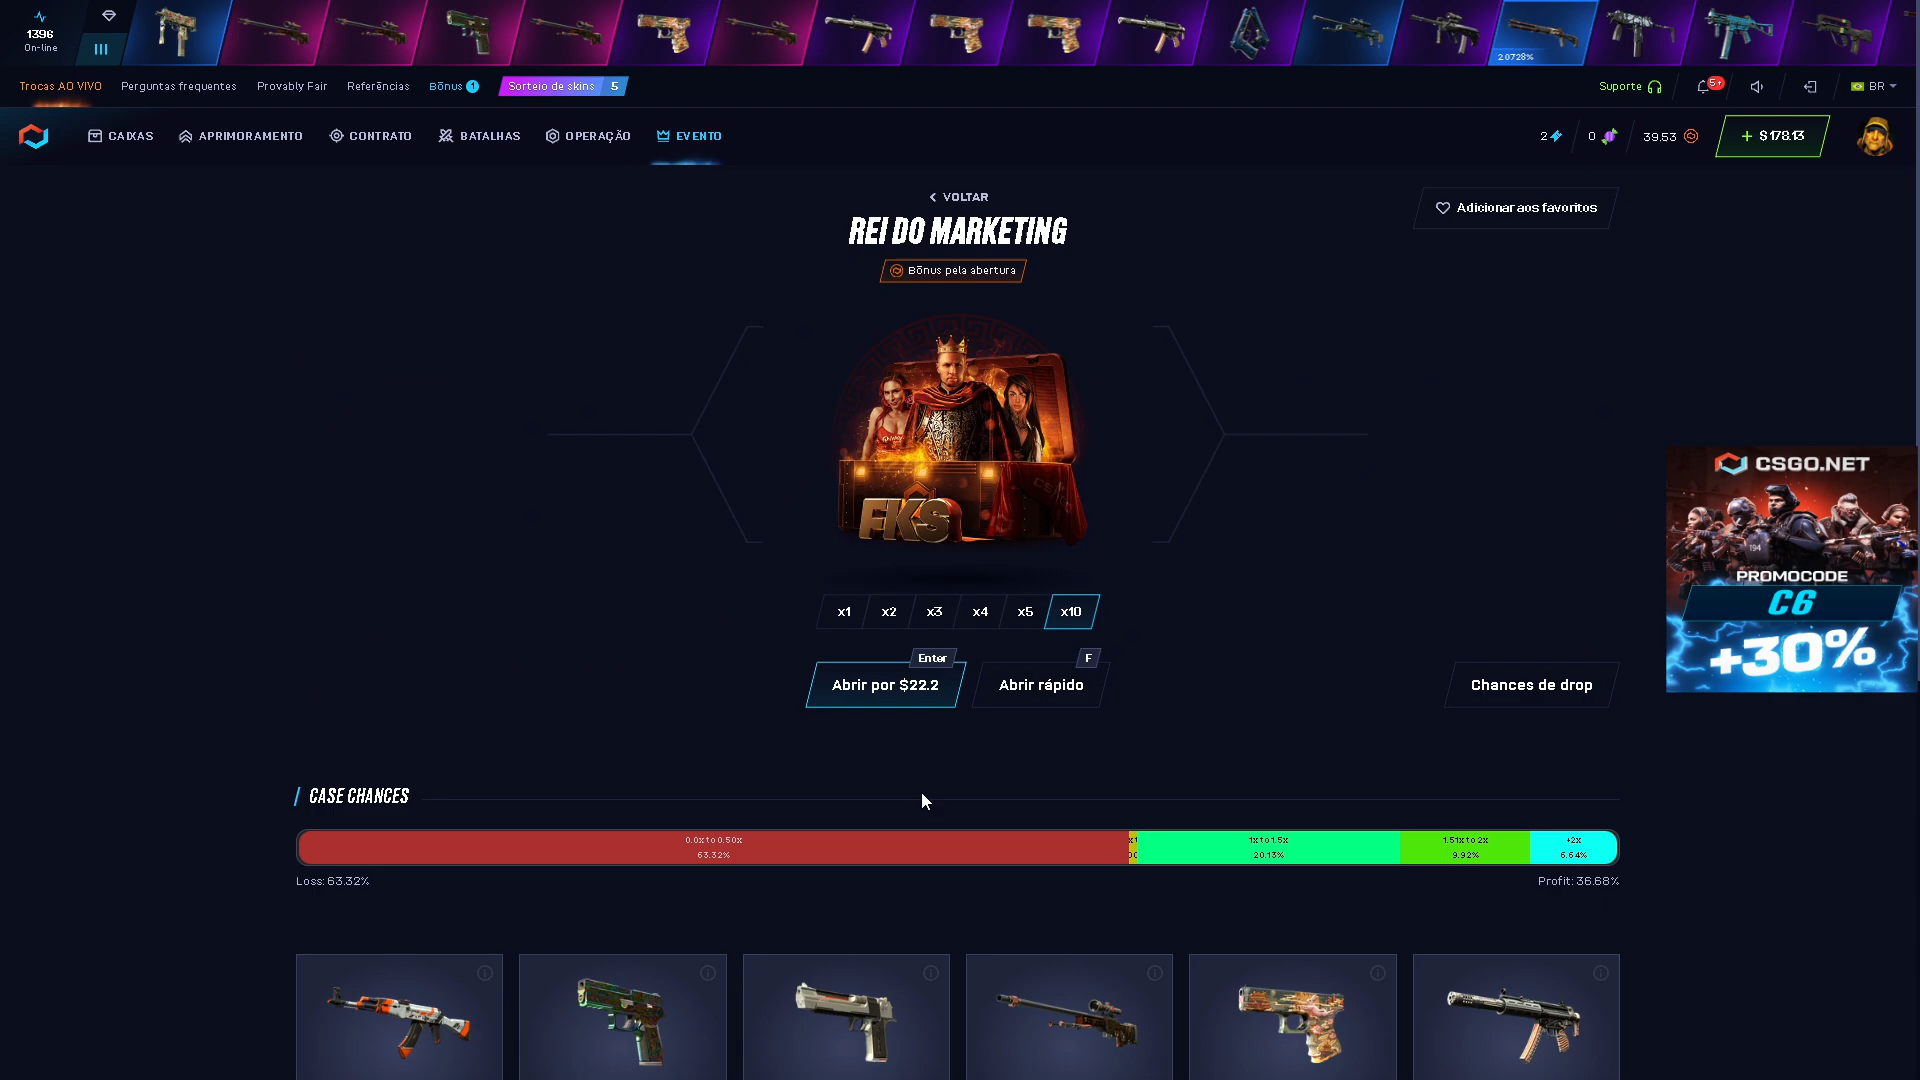 1396
On-line
20728%
Trocas AO VIVO
Perguntas frequentes
Provably Fair
Referências
Bônus 1
Sorteio de skins 5
Suporte
5+
BR
CAIXAS
APRIMORAMENTO
CONTRATO
BATALHAS
OPERAÇÃO
EVENTO
2
0
39.53
+ $178.13
VOLTAR
REI DO MARKETING
Bônus pela abertura
Adicionar aos favoritos
FKS
CSGO.NET
194
PROMOCODE
C6
+30%
x1 x2 x3 x4 x5 x10
Enter
F
Abrir por $22.2
Abrir rápido
Chances de drop
CASE CHANCES
0.0x to 0.50x
63.32%
1x to 1.5x
20.13%
1.51x to 2x
9.92%
+2x
6.64%
Loss: 63.32%
Profit: 36.68%